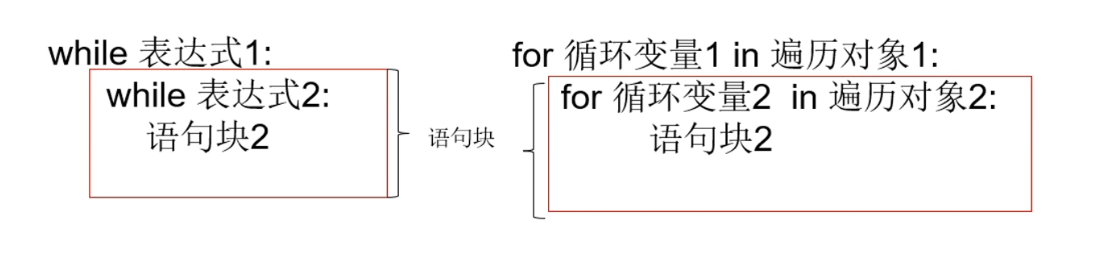 while 表达式1:
while 表达式2:
语句块2
语句块
for 循环变量1 in 遍历对象1:
for 循环变量2 in 遍历对象2:
语句块2